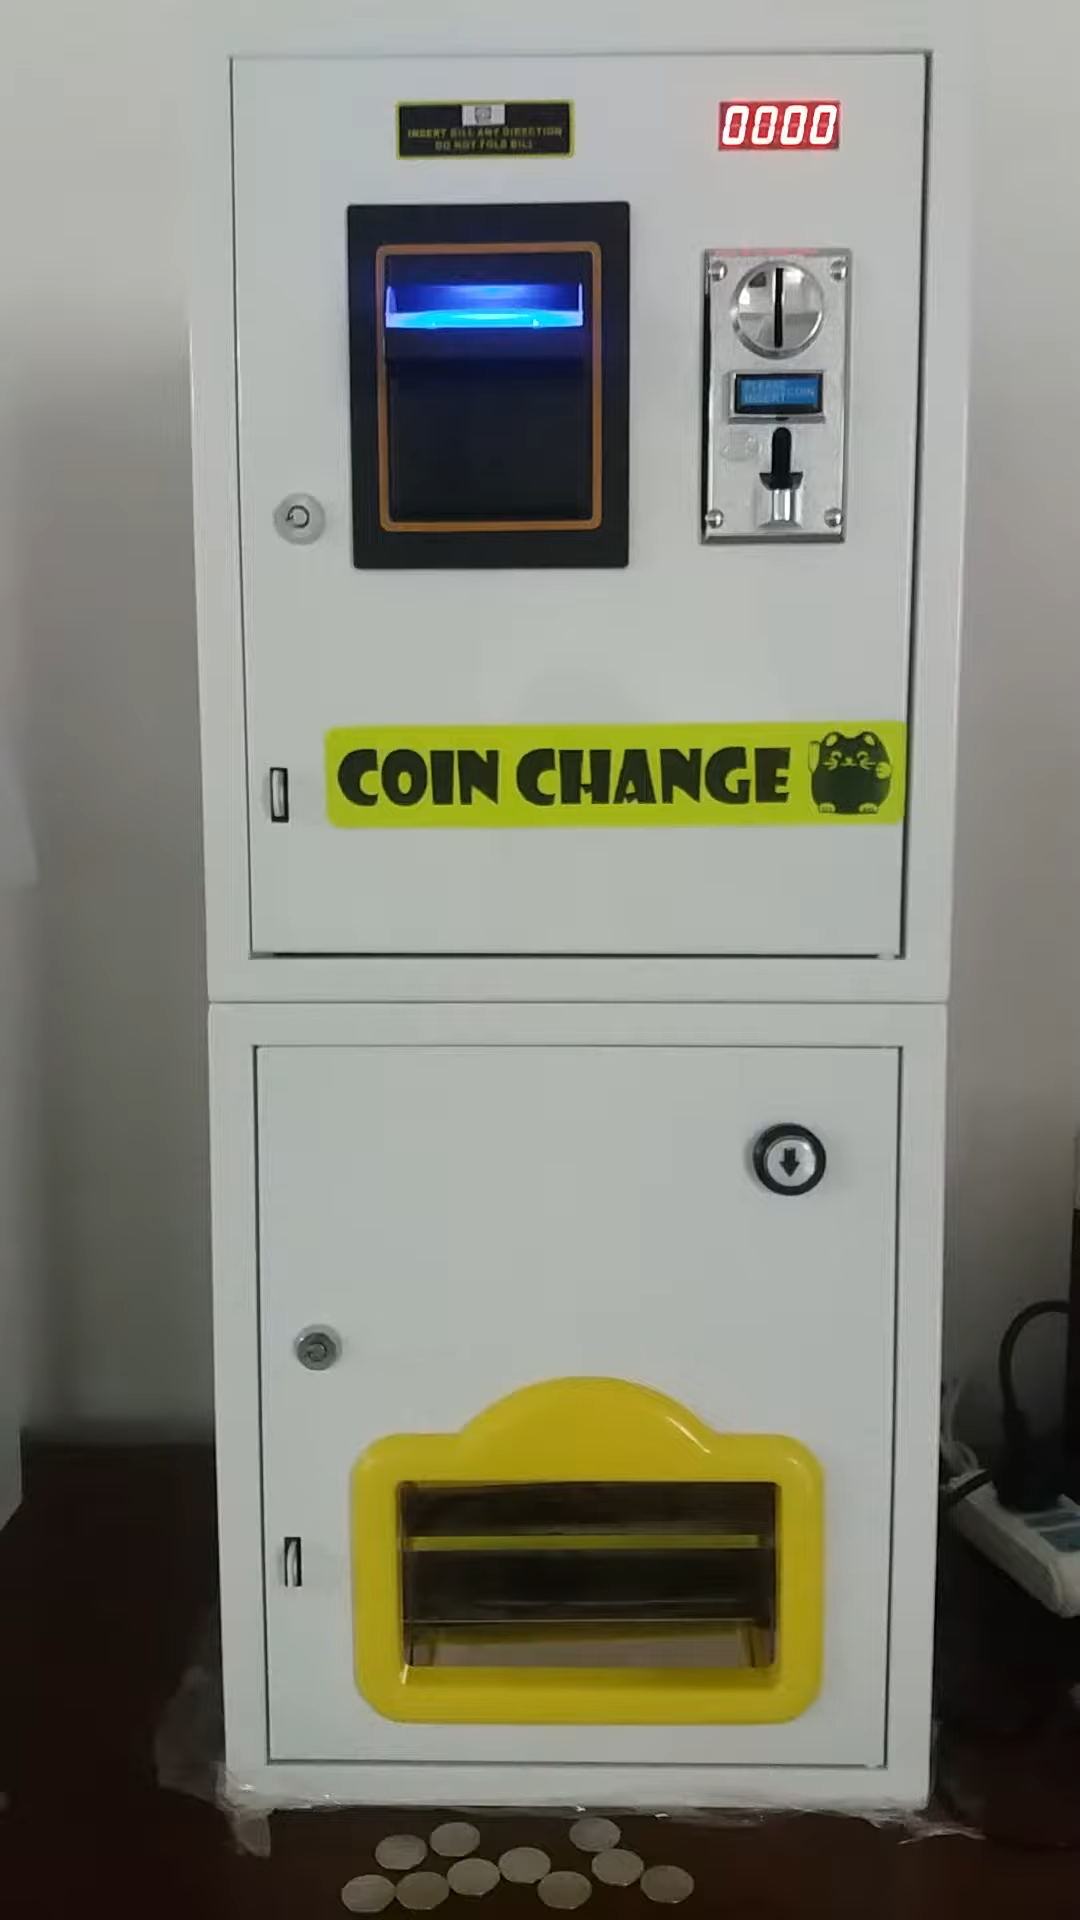 INSERT BILL ANY DIRECTION
DO NOT FOLD BILL
0000
PLEASE
INSERT COIN
COIN CHANGE